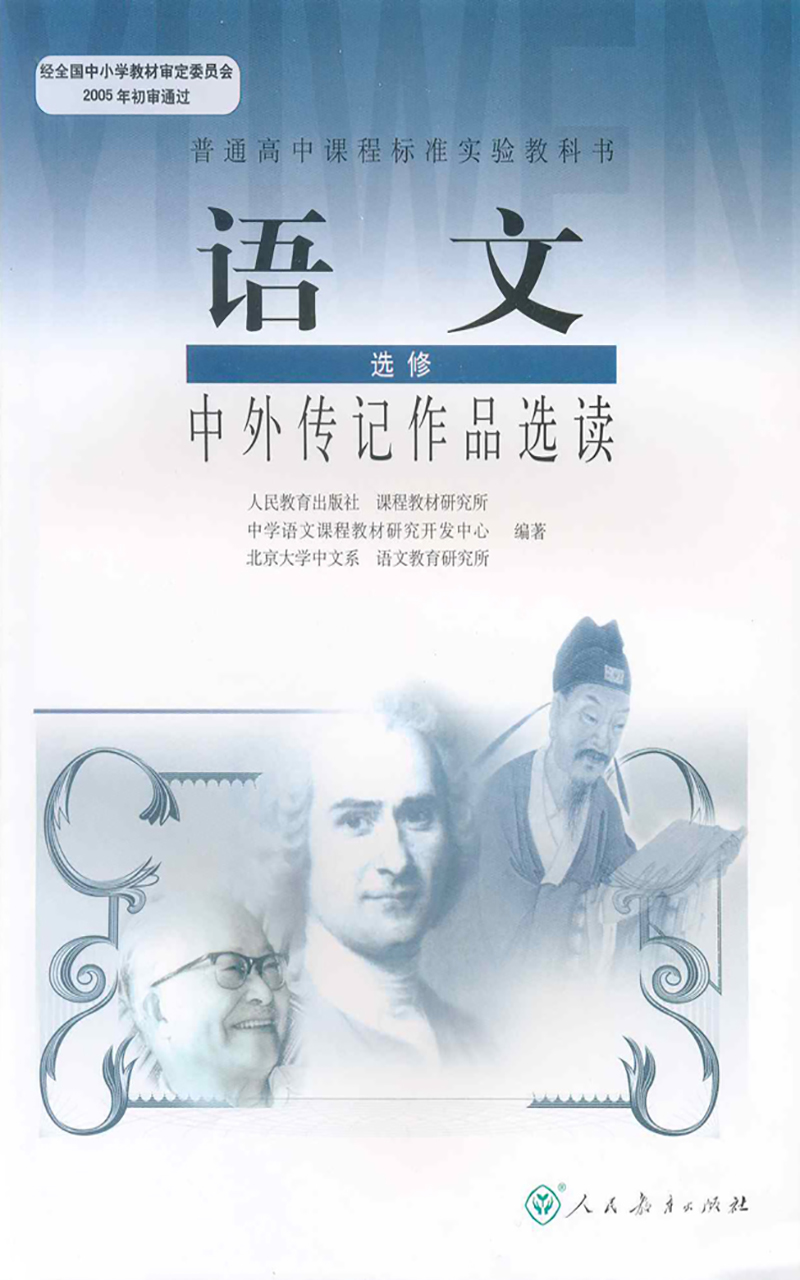 YUWEN
经全国中小学教材审定委员会
2005年初审通过
普通高中课程标准实验教科书
语文
选修
中外传记作品选读
人民教育出版社 课程教材研究所
中学语文课程教材研究开发中心 编著
北京大学中文系 语文教育研究所
®人民教育出版社